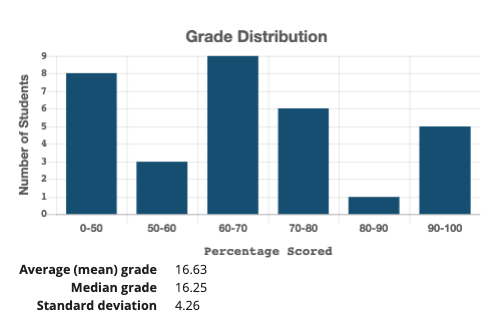 Grade Distribution
Number of Students
9
8
7
6
5
4
3
2
1
0
0-50 50-60 60-70 70-80 80-90 90-100
Percentage Scored
Average (mean) grade 16.63
Median grade 16.25
Standard deviation 4.26